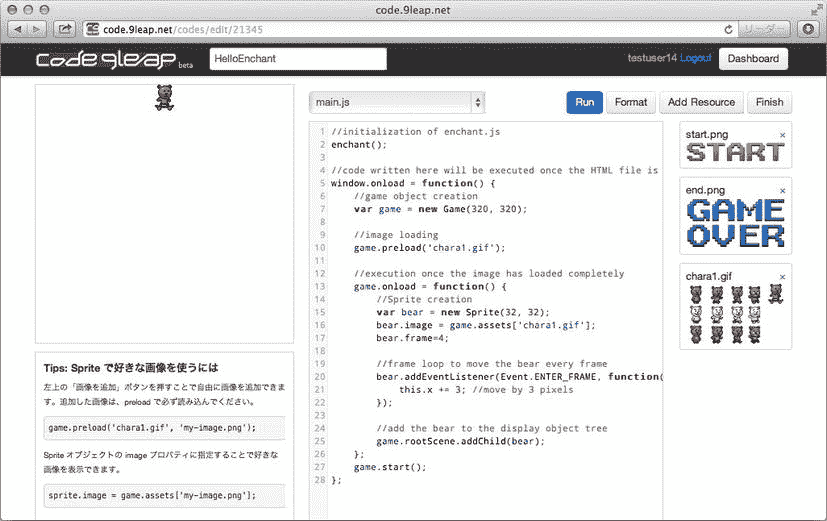 code.9leap.net
code.9leap.net/codes/edit/21345
リーダー
code 9leap beta
HelloEnchant
testuser14 Logout
Dashboard
main.js
Run
Format
Add Resource
Finish
1 //initialization of enchant.js
2 enchant();
3
4 //code written here will be executed once the HTML file is
5 window.onload = function() {
6 //game object creation
7 var game = new Game(320, 320);
8
9 //image loading
10 game.preload('chara1.gif');
11
12 //execution once the image has loaded completely
13 game.onload = function() {
14 //Sprite creation
15 var bear = new Sprite(32, 32);
16 bear.image = game.assets['chara1.gif'];
17 bear.frame=4;
18
19 //frame loop to move the bear every frame
20 bear.addEventListener(Event.ENTER_FRAME, function(
21 this.x += 3; //move by 3 pixels
22 });
23
24 //add the bear to the display object tree
25 game.rootScene.addChild(bear);
26 };
27 game.start();
28 };
start.png ×
START
end.png ×
GAME
OVER
chara1.gif ×
Tips: Sprite で好きな画像を使うには
左上の「画像を追加」ボタンを押すことで自由に画像を追加できま
す。追加した画像は、preload で必ず読み込んでください。
game.preload('chara1.gif', 'my-image.png');
Sprite オブジェクトの image プロパティに指定することで好きな
画像を表示できます。
sprite.image = game.assets['my-image.png'];